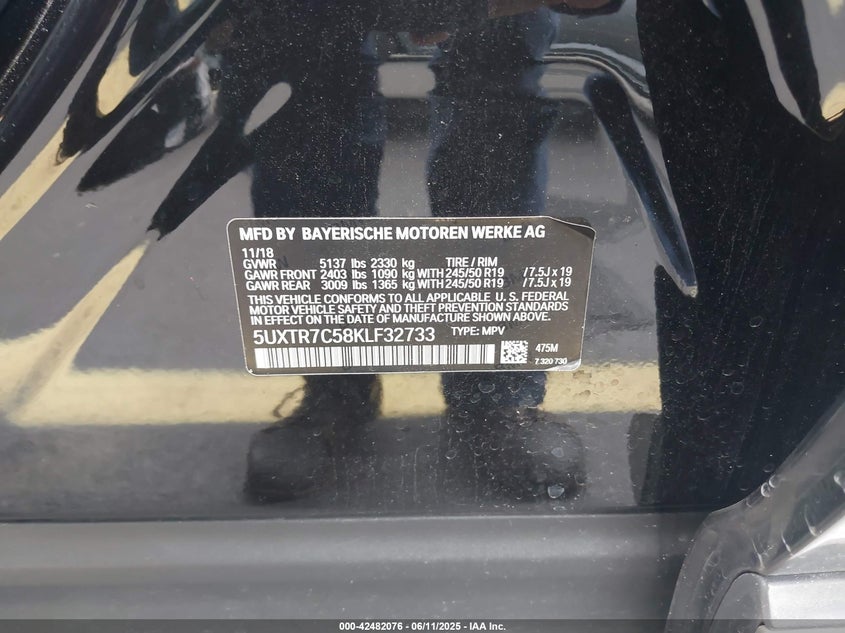 MFD BY BAYERISCHE MOTOREN WERKE AG
11/18
GVWR 5137 lbs 2330 kg TIRE / RIM
GAWR FRONT 2403 lbs 1090 kg WITH 245/50 R19 /7.5J x 19
GAWR REAR 3009 lbs 1365 kg WITH 245/50 R19 /7.5J x 19
THIS VEHICLE CONFORMS TO ALL APPLICABLE U. S. FEDERAL
MOTOR VEHICLE SAFETY AND THEFT PREVENTION STANDARDS
IN EFFECT ON THE DATE OF MANUFACTURE SHOWN ABOVE.
5UXTR7C58KLF32733 TYPE: MPV
475M
7 320 730
000-42482076 - 06/11/2025 - IAA Inc.